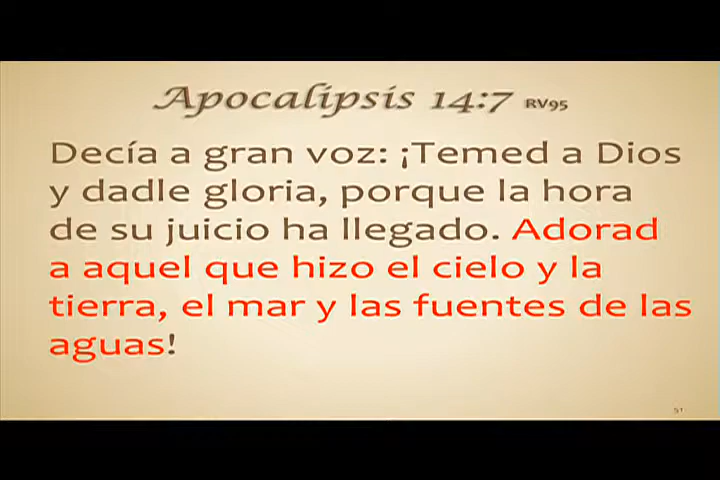 Apocalipsis 14:7 RV95
Decía a gran voz: ¡Temed a Dios
y dadle gloria, porque la hora
de su juicio ha llegado. Adorad
a aquel que hizo el cielo y la
tierra, el mar y las fuentes de las
aguas!
51